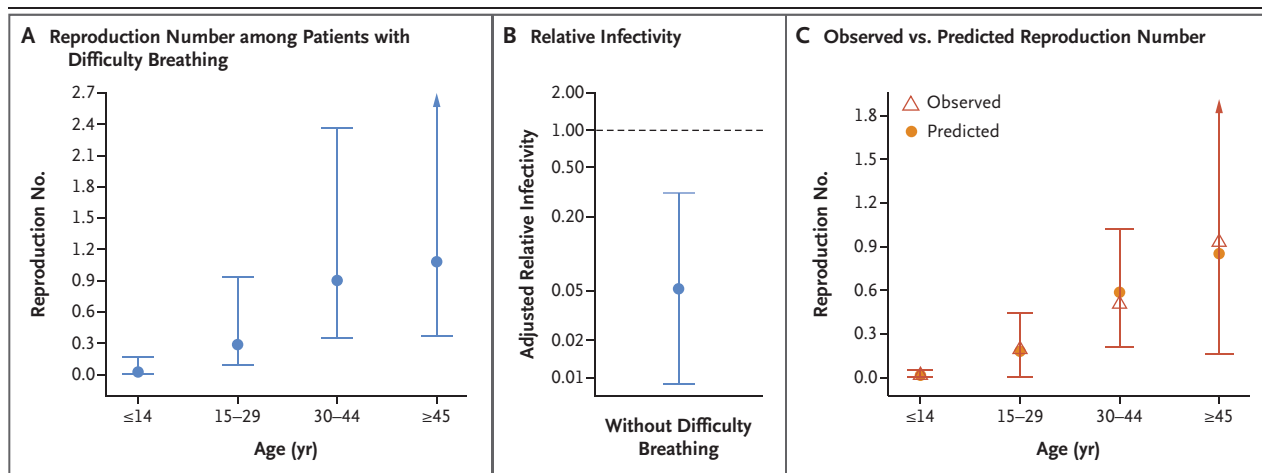 A Reproduction Number among Patients with
Difficulty Breathing
2.7
2.4
2.1
1.8
1.5
1.2
0.9
0.6
0.3
0.0
Reproduction No.
≤14
15–29
30–44
≥45
Age (yr)
B Relative Infectivity
2.00
1.00
0.50
0.20
0.05
0.02
0.01
Adjusted Relative Infectivity
Without Difficulty
Breathing
C Observed vs. Predicted Reproduction Number
Observed
Predicted
1.8
1.5
1.2
0.9
0.6
0.3
0.0
Reproduction No.
≤14
15–29
30–44
≥45
Age (yr)